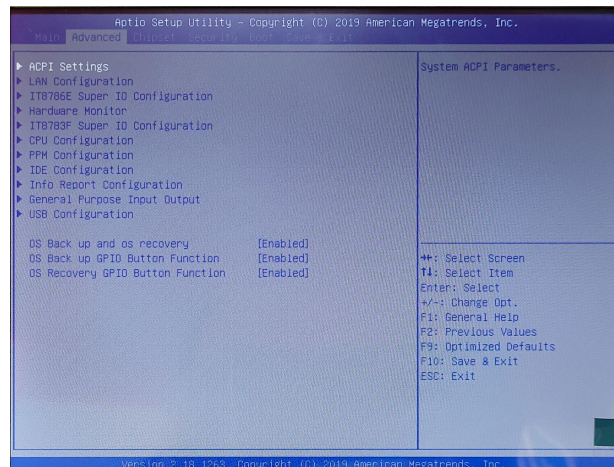 Aptio Setup Utility – Copyright (C) 2019 American Megatrends, Inc.
Main Advanced Chipset Security Boot Save & Exit
▶ ACPI Settings
▶ LAN Configuration
▶ IT8786E Super IO Configuration
▶ Hardware Monitor
▶ IT8783F Super IO Configuration
▶ CPU Configuration
▶ PPM Configuration
▶ IDE Configuration
▶ Info Report Configuration
▶ General Purpose Input Output
▶ USB Configuration
OS Back up and os recovery [Enabled]
OS Back up GPIO Button Function [Enabled]
OS Recovery GPIO Button Function [Enabled]
System ACPI Parameters.
→←: Select Screen
↑↓: Select Item
Enter: Select
+/-: Change Opt.
F1: General Help
F2: Previous Values
F9: Optimized Defaults
F10: Save & Exit
ESC: Exit
Version 2.18.1263. Copyright (C) 2019 American Megatrends, Inc.